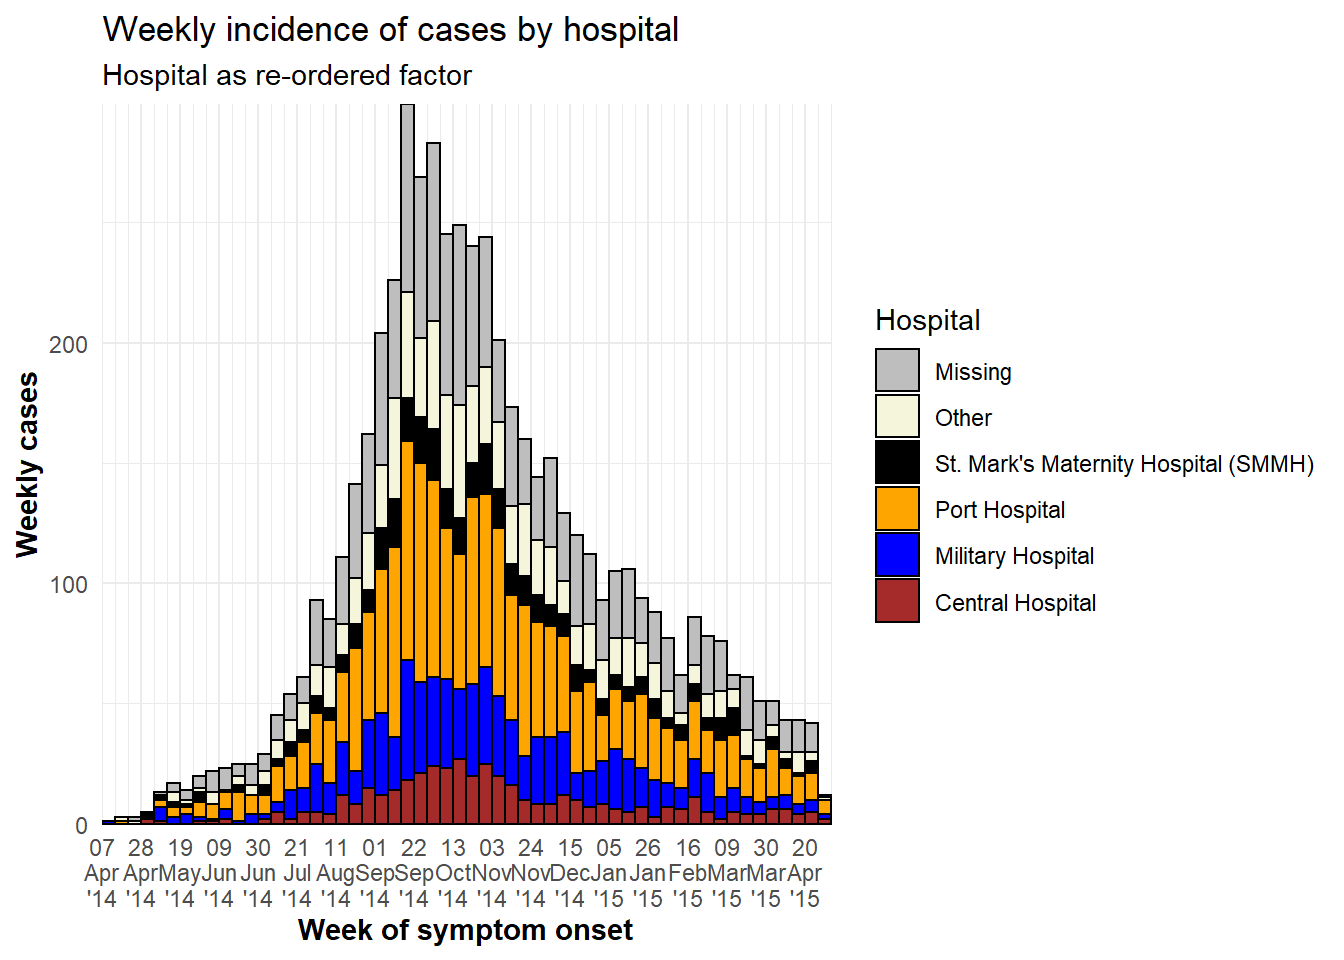 Weekly incidence of cases by hospital
Hospital as re-ordered factor
Weekly cases
200
100
0
07 28 19 09 30 21 11 01 22 13 03 24 15 05 26 16 09 30 20
Apr Apr May Jun Jun Jul Aug Sep Sep Oct Nov Nov Dec Jan Jan Feb Mar Mar Apr
'14 '14 '14 '14 '14 '14 '14 '14 '14 '14 '14 '14 '14 '15 '15 '15 '15 '15 '15
Week of symptom onset
Hospital
Missing
Other
St. Mark's Maternity Hospital (SMMH)
Port Hospital
Military Hospital
Central Hospital